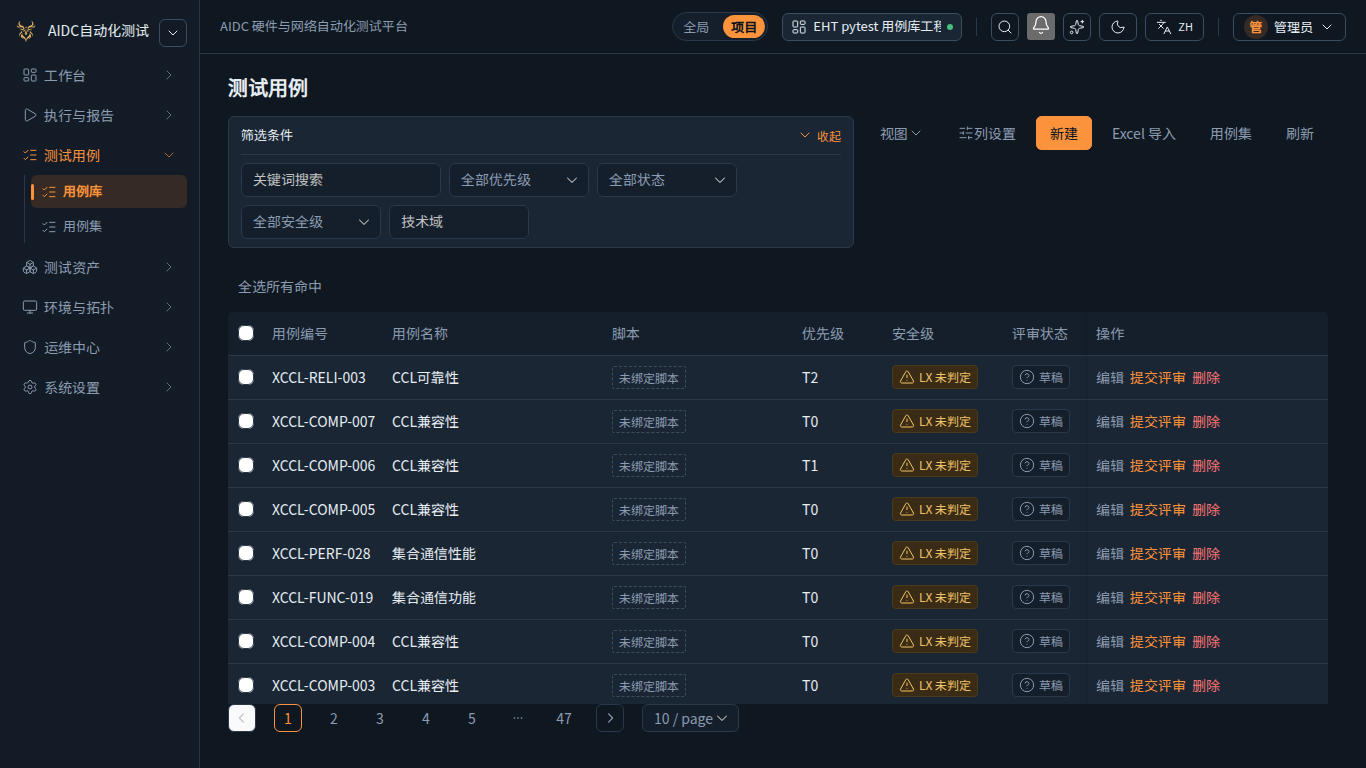 AIDC自动化测试
AIDC 硬件与网络自动化测试平台
全局 项目
EHT pytest 用例库工程
ZH
管 管理员
工作台
执行与报告
测试用例
用例库
用例集
测试资产
环境与拓扑
运维中心
系统设置
测试用例
筛选条件 收起
关键词搜索 全部优先级 全部状态
全部安全级 技术域
视图 列设置 新建 Excel 导入 用例集 刷新
全选所有命中
用例编号 用例名称 脚本 优先级 安全级 评审状态 操作
XCCL-RELI-003 CCL可靠性 未绑定脚本 T2 LX 未判定 草稿 编辑 提交评审 删除
XCCL-COMP-007 CCL兼容性 未绑定脚本 T0 LX 未判定 草稿 编辑 提交评审 删除
XCCL-COMP-006 CCL兼容性 未绑定脚本 T1 LX 未判定 草稿 编辑 提交评审 删除
XCCL-COMP-005 CCL兼容性 未绑定脚本 T0 LX 未判定 草稿 编辑 提交评审 删除
XCCL-PERF-028 集合通信性能 未绑定脚本 T0 LX 未判定 草稿 编辑 提交评审 删除
XCCL-FUNC-019 集合通信功能 未绑定脚本 T0 LX 未判定 草稿 编辑 提交评审 删除
XCCL-COMP-004 CCL兼容性 未绑定脚本 T0 LX 未判定 草稿 编辑 提交评审 删除
XCCL-COMP-003 CCL兼容性 未绑定脚本 T0 LX 未判定 草稿 编辑 提交评审 删除
1 2 3 4 5 ··· 47 10 / page